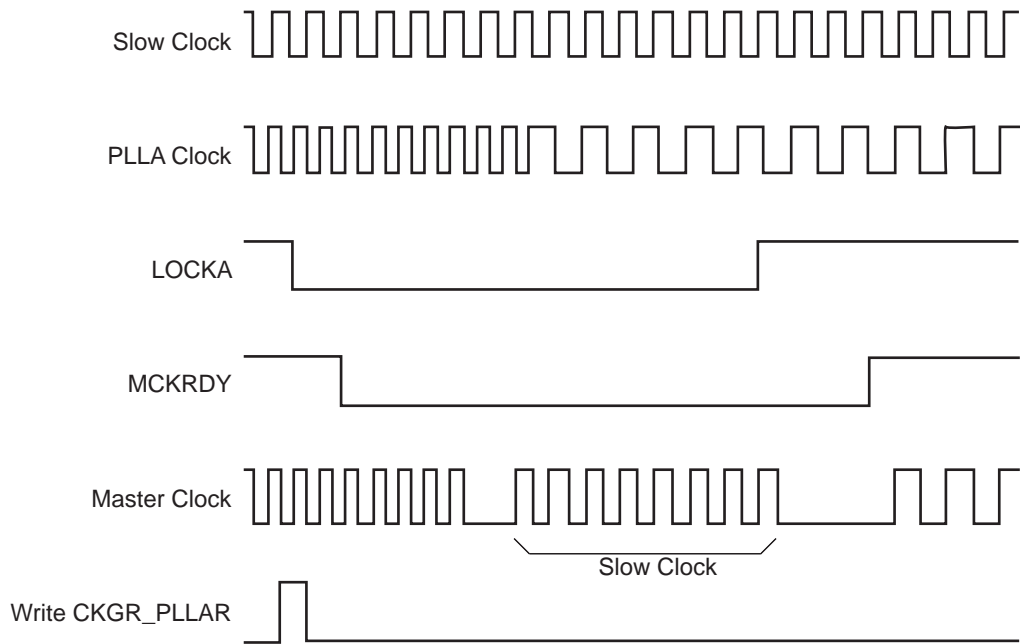 Slow Clock
PLLA Clock
LOCKA
MCKRDY
Master Clock
Slow Clock
Write CKGR_PLLAR